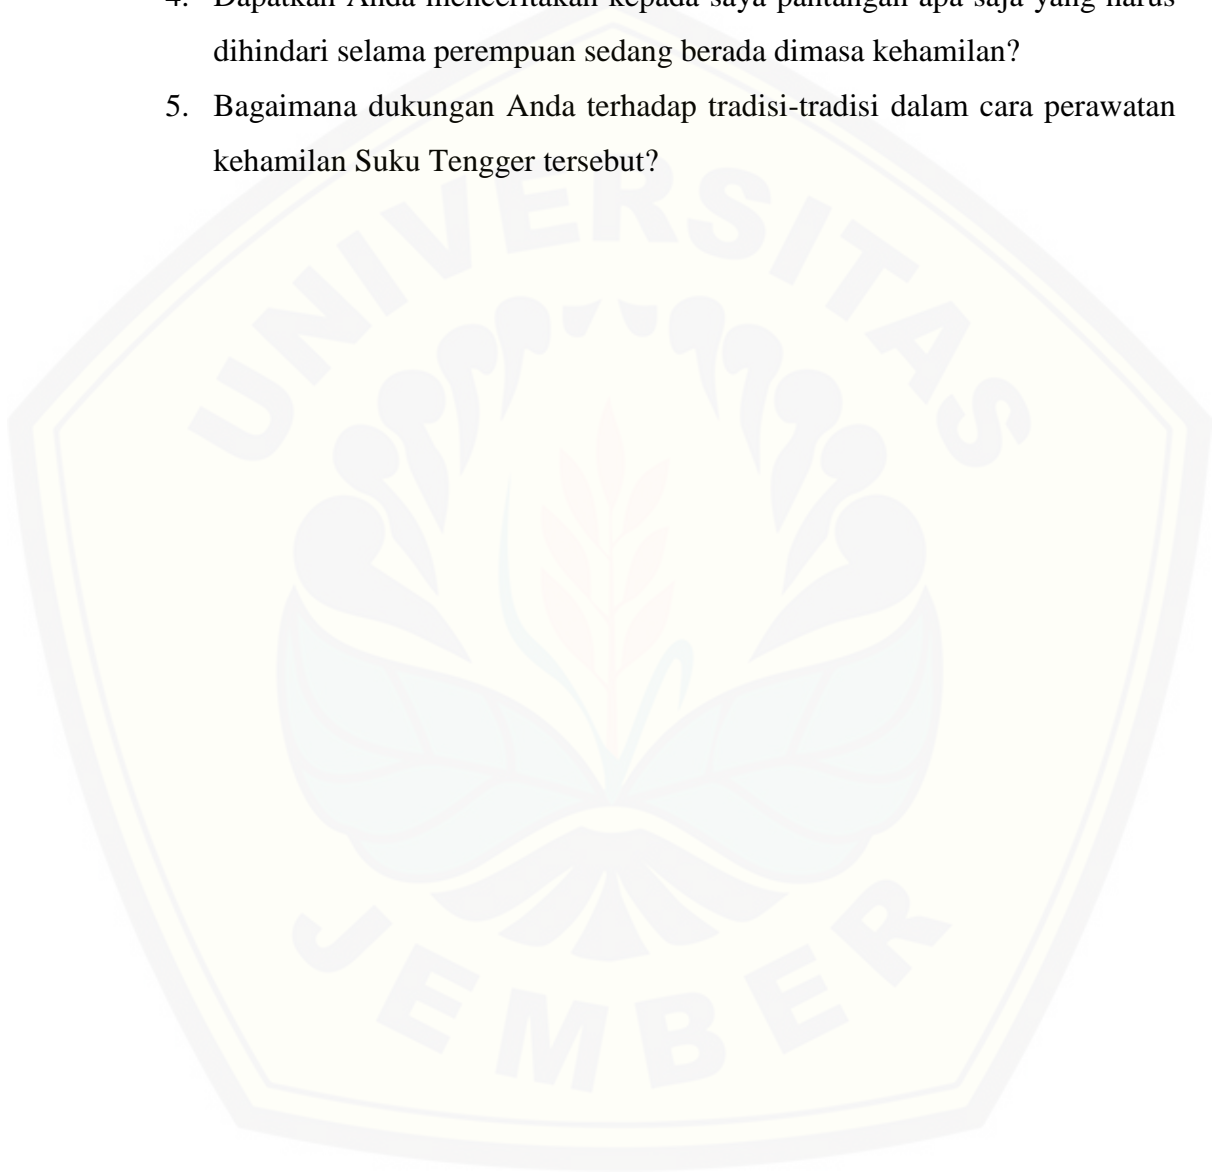 4. Dapatkah Anda menceritakan kepada saya pantangan apa saja yang harus
dihindari selama perempuan sedang berada dimasa kehamilan?
5. Bagaimana dukungan Anda terhadap tradisi-tradisi dalam cara perawatan
kehamilan Suku Tengger tersebut?
UNIVERSITAS
JEMBER